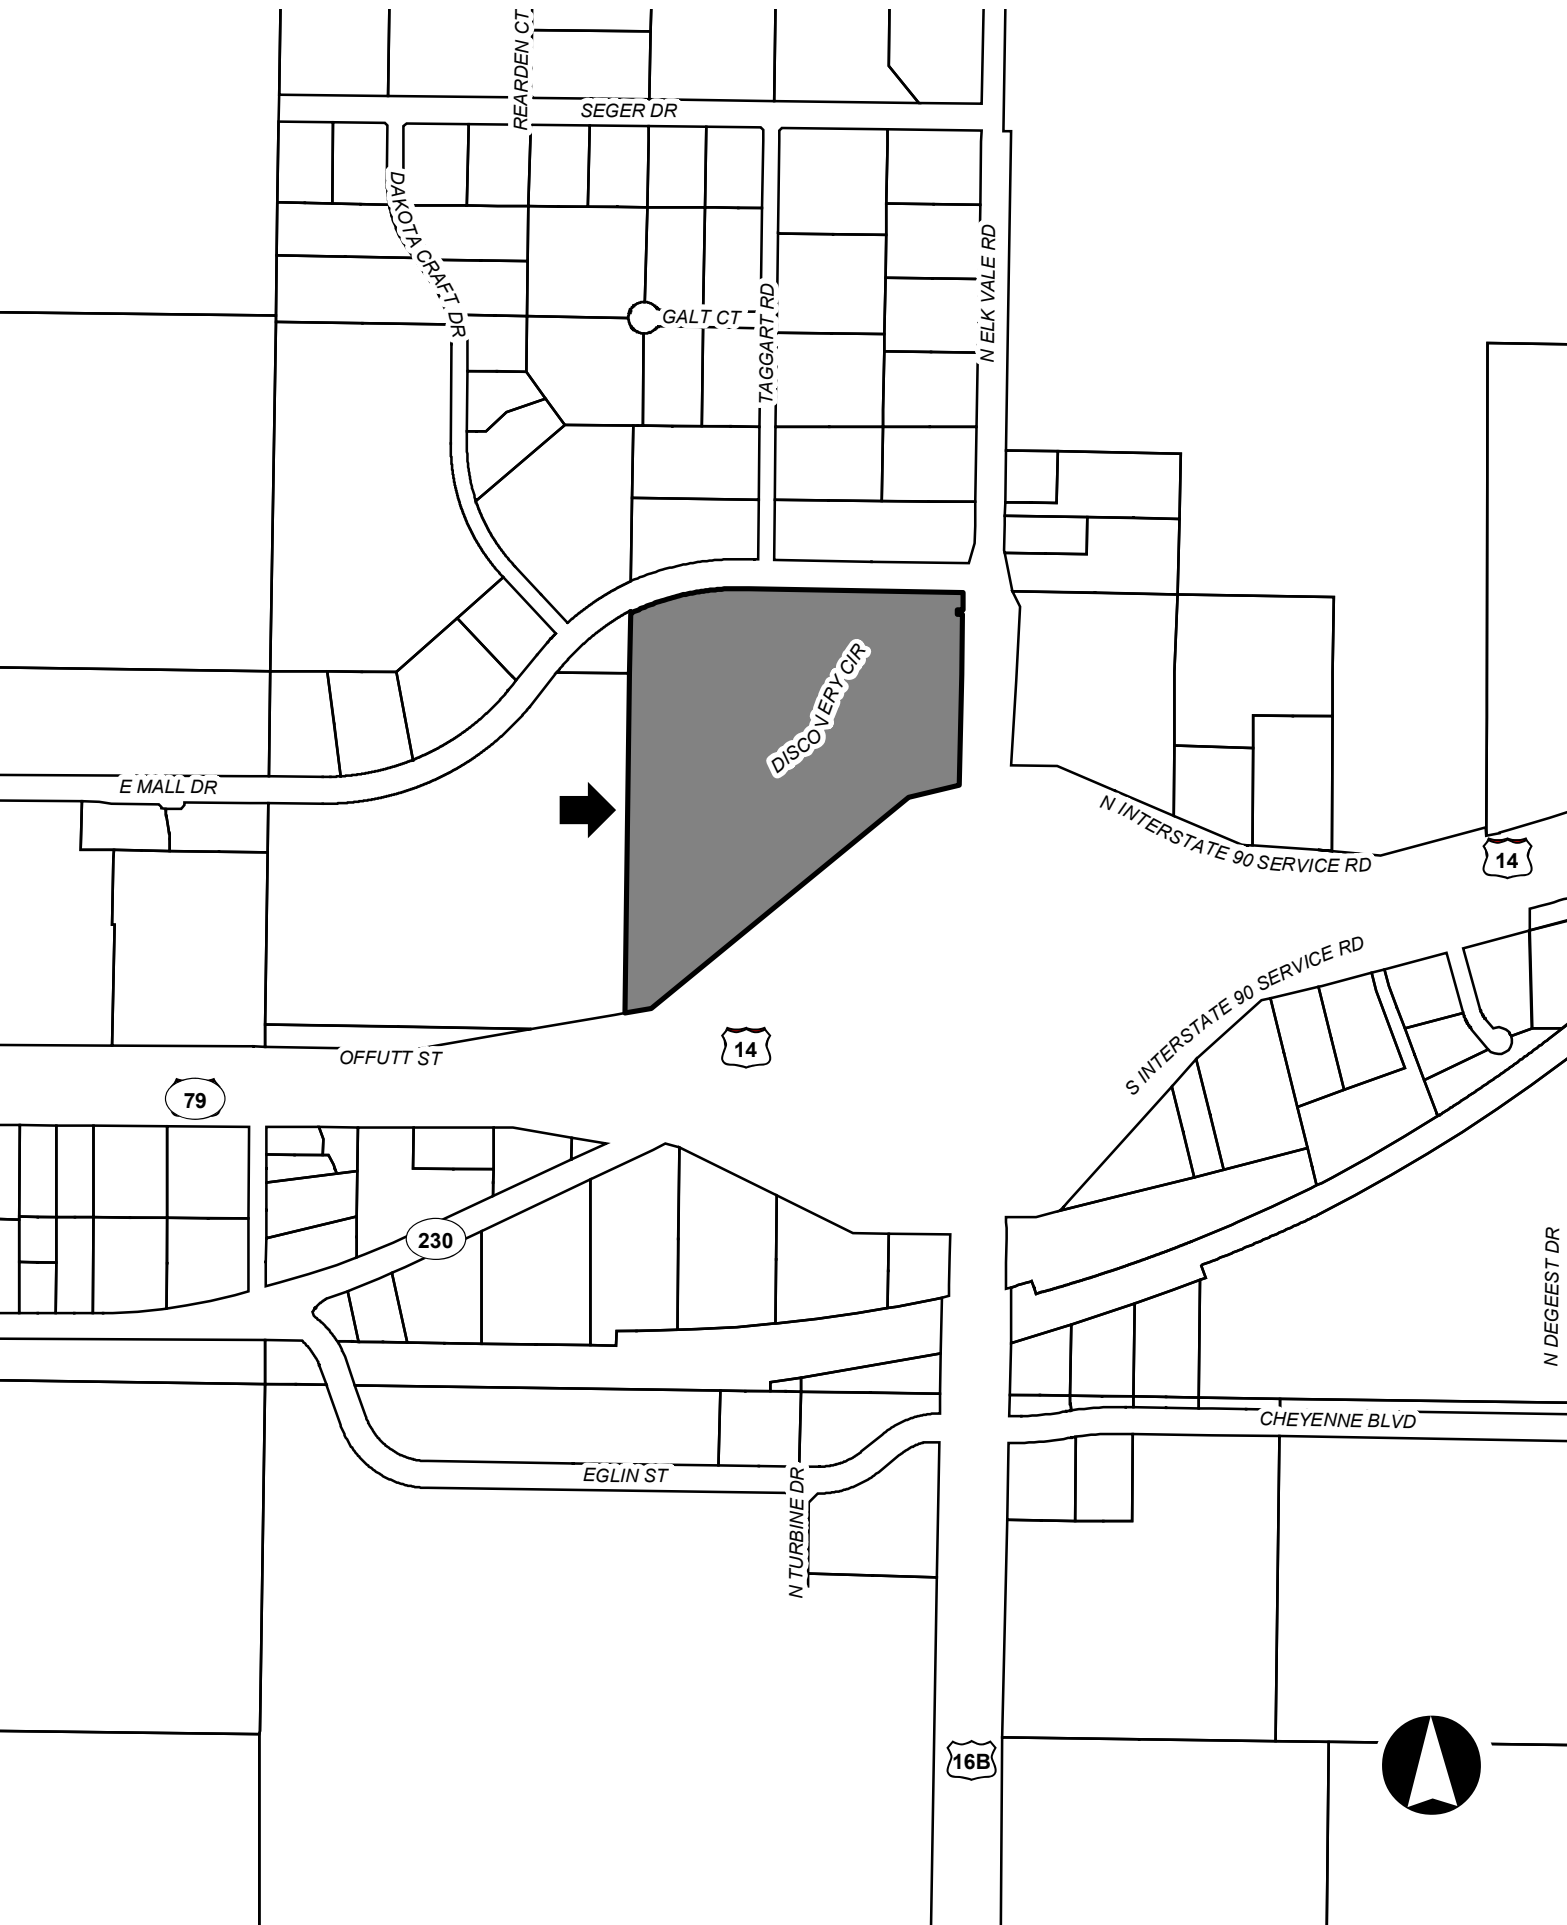 REARDEN CT
SEGER DR
DAKOTA CRAFT DR
N ELK VALE RD
GALT CT
TAGGART RD
DISCOVERY CIR
E MALL DR
N INTERSTATE 90 SERVICE RD
14
S INTERSTATE 90 SERVICE RD
OFFUTT ST
14
79
230
N DEGEEST DR
CHEYENNE BLVD
EGLIN ST
N TURBINE DR
16B